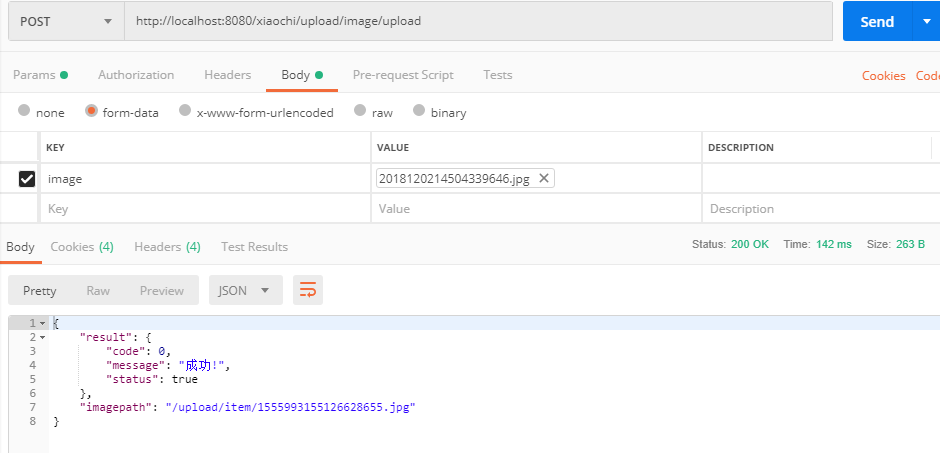 POST http://localhost:8080/xiaochi/upload/image/upload Send
Params Authorization Headers Body Pre-request Script Tests Cookies Code
none form-data x-www-form-urlencoded raw binary
KEY VALUE DESCRIPTION
image 2018120214504339646.jpg
Key Value Description
Body Cookies (4) Headers (4) Test Results Status: 200 OK Time: 142 ms Size: 263 B
Pretty Raw Preview JSON
1 {
2 "result": {
3 "code": 0,
4 "message": "成功!",
5 "status": true
6 },
7 "imagepath": "/upload/item/1555993155126628655.jpg"
8 }